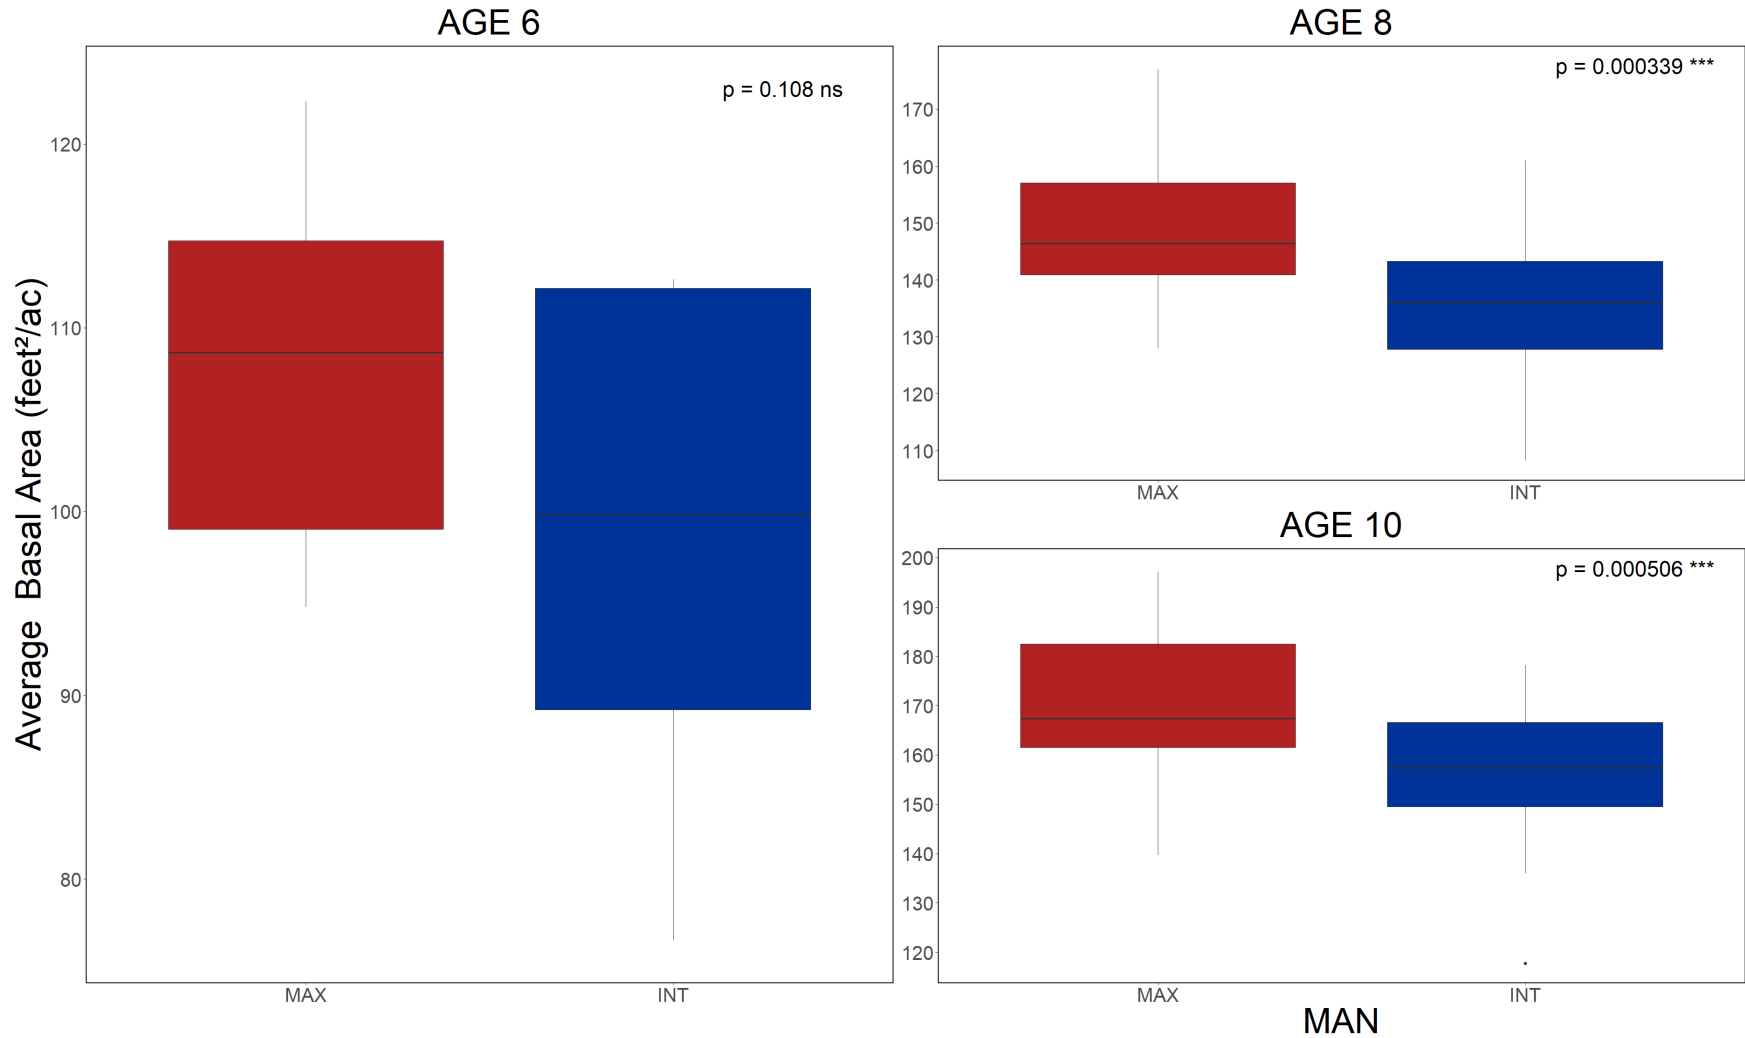 AGE 6
p = 0.108 ns
120
110
100
90
80
Average  Basal Area (feet²/ac)
MAX
INT
AGE 8
p = 0.000339 ***
170
160
150
140
130
120
110
MAX
INT
AGE 10
p = 0.000506 ***
200
190
180
170
160
150
140
130
120
MAX
INT
MAN